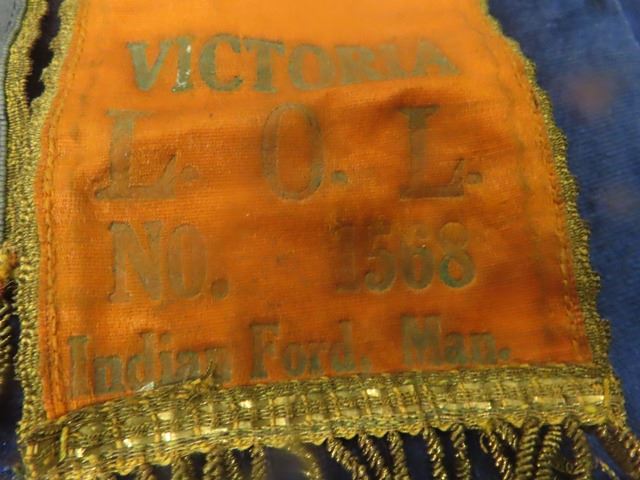 VICTORIA
L. O. L.
NO. 1568
Indian Ford, Man.